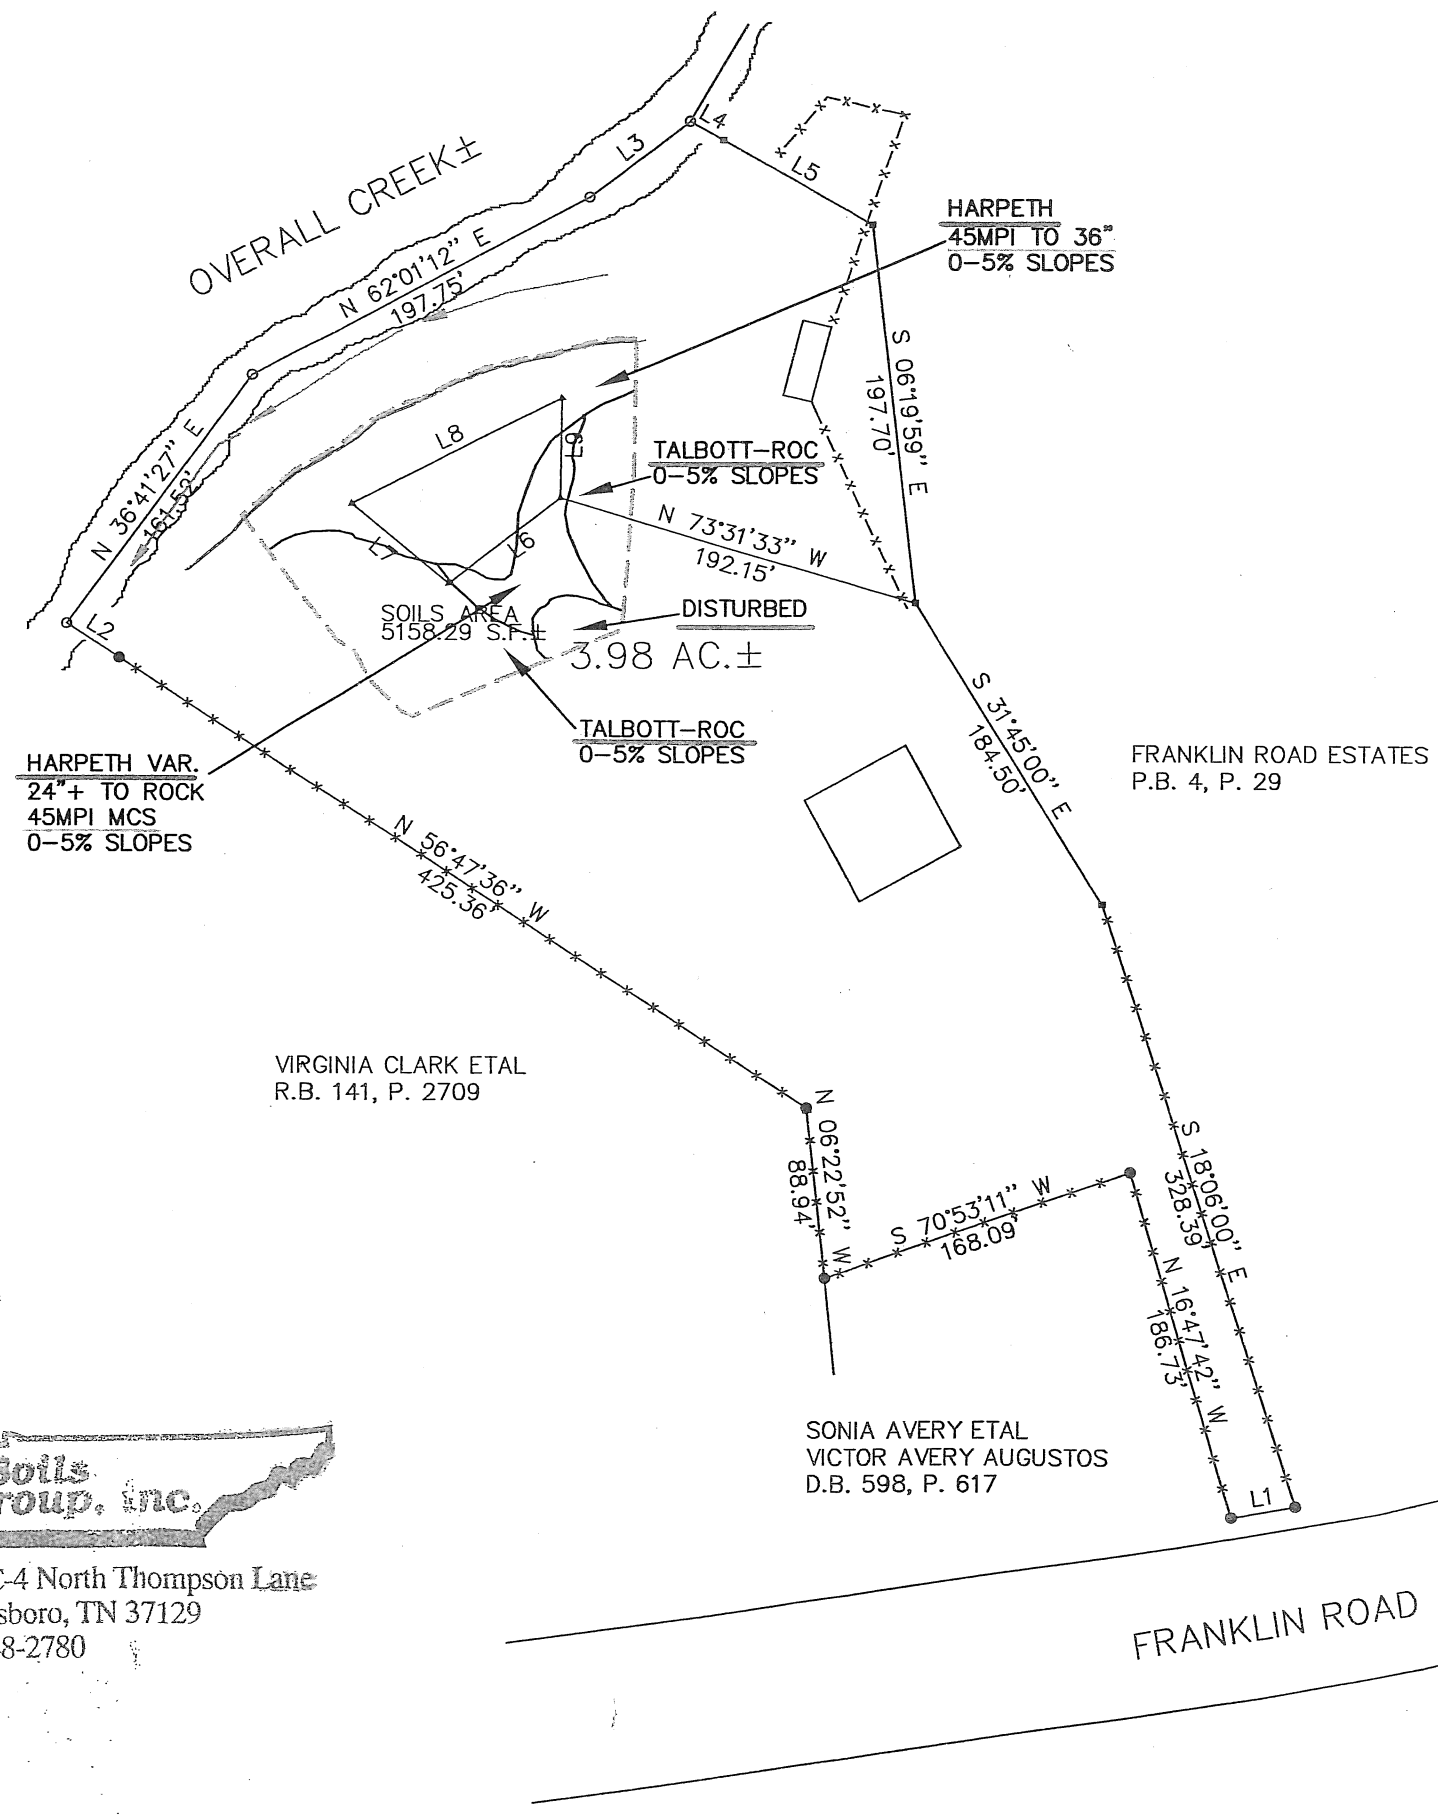 L4
L3
L5
OVERALL CREEK±
HARPETH
45MPI TO 36"
0-5% SLOPES
N 62°01'12" E
197.75'
S 06°19'59" E
197.70'
L8
L9
TALBOTT-ROC
0-5% SLOPES
N 36°41'27" E
161.52'
N 73°31'33" W
192.15'
L7
L6
L2
SOILS AREA
5158.29 S.F.±
DISTURBED
3.98 AC.±
S 31°45'00" E
184.50'
TALBOTT-ROC
0-5% SLOPES
HARPETH VAR.
24"+ TO ROCK
45MPI MCS
0-5% SLOPES
FRANKLIN ROAD ESTATES
P.B. 4, P. 29
N 56°47'36" W
425.36'
VIRGINIA CLARK ETAL
R.B. 141, P. 2709
N 06°22'52" W
88.94'
S 70°53'11" W
168.09'
S 18°06'00" E
328.39'
N 16°47'42" W
186.73'
SONIA AVERY ETAL
VICTOR AVERY AUGUSTOS
D.B. 598, P. 617
L1
Soils
roup, inc.
C-4 North Thompson Lane
sboro, TN 37129
8-2780
FRANKLIN ROAD